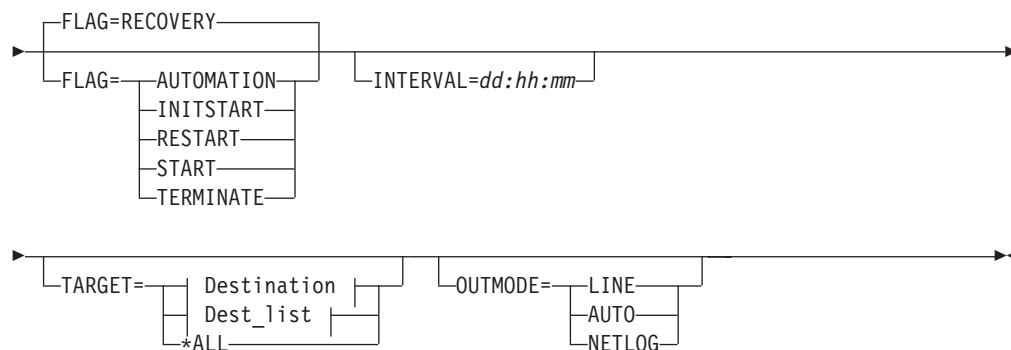 FLAG=RECOVERY
FLAG= AUTOMATION
INITSTART
RESTART
START
TERMINATE
INTERVAL=dd:hh:mm
TARGET= Destination
Dest_list
*ALL
OUTMODE= LINE
AUTO
NETLOG